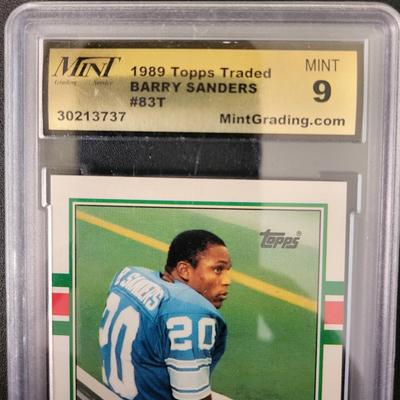 MINT
Grading Service
1989 Topps Traded
BARRY SANDERS
#83T
30213737
MINT
9
MintGrading.com
Topps ®
B. SANDERS
20
20